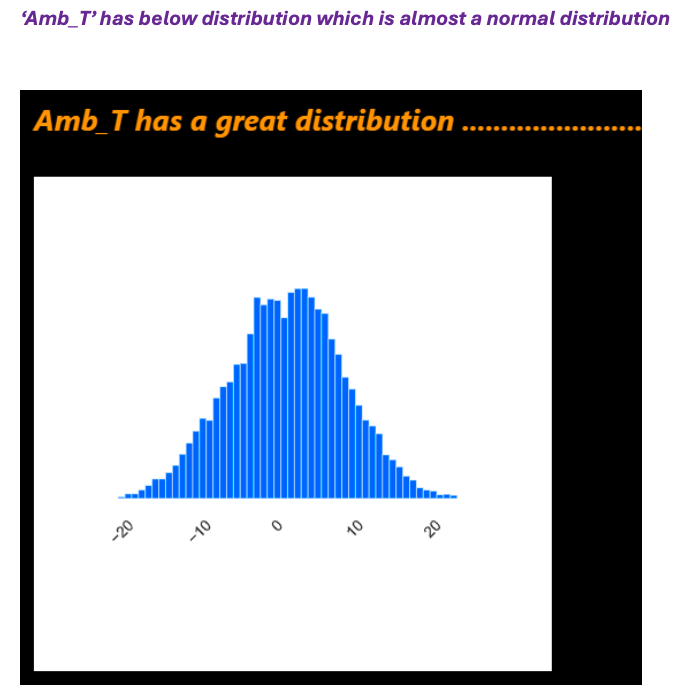 ‘Amb_T’ has below distribution which is almost a normal distribution
Amb_T has a great distribution .......................
−20 −10 0 10 20